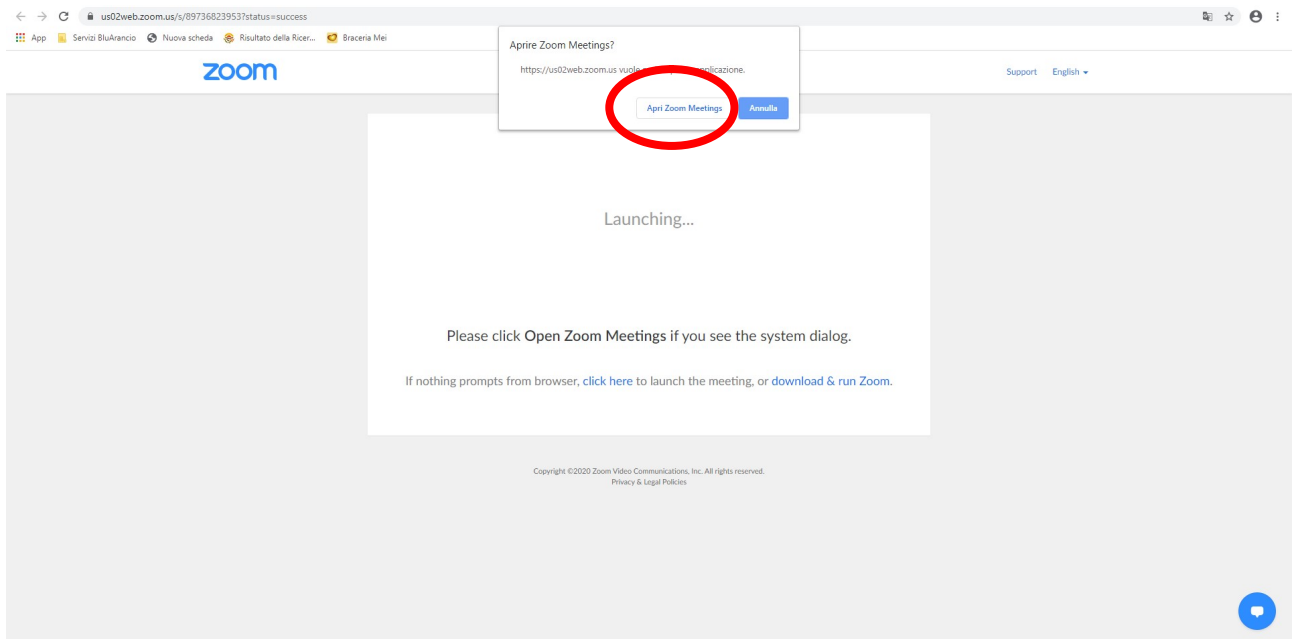 us02web.zoom.us/s/89736823953?status=success
App Servizi BluArancio Nuova scheda Risultato della Ricer... Braceria Mei
Aprire Zoom Meetings?
https://us02web.zoom.us vuole applicazione.
Apri Zoom Meetings Annulla
zoom
Support English
Launching...
Please click Open Zoom Meetings if you see the system dialog.
If nothing prompts from browser, click here to launch the meeting, or download & run Zoom.
Copyright ©2020 Zoom Video Communications, Inc. All rights reserved.
Privacy & Legal Policies